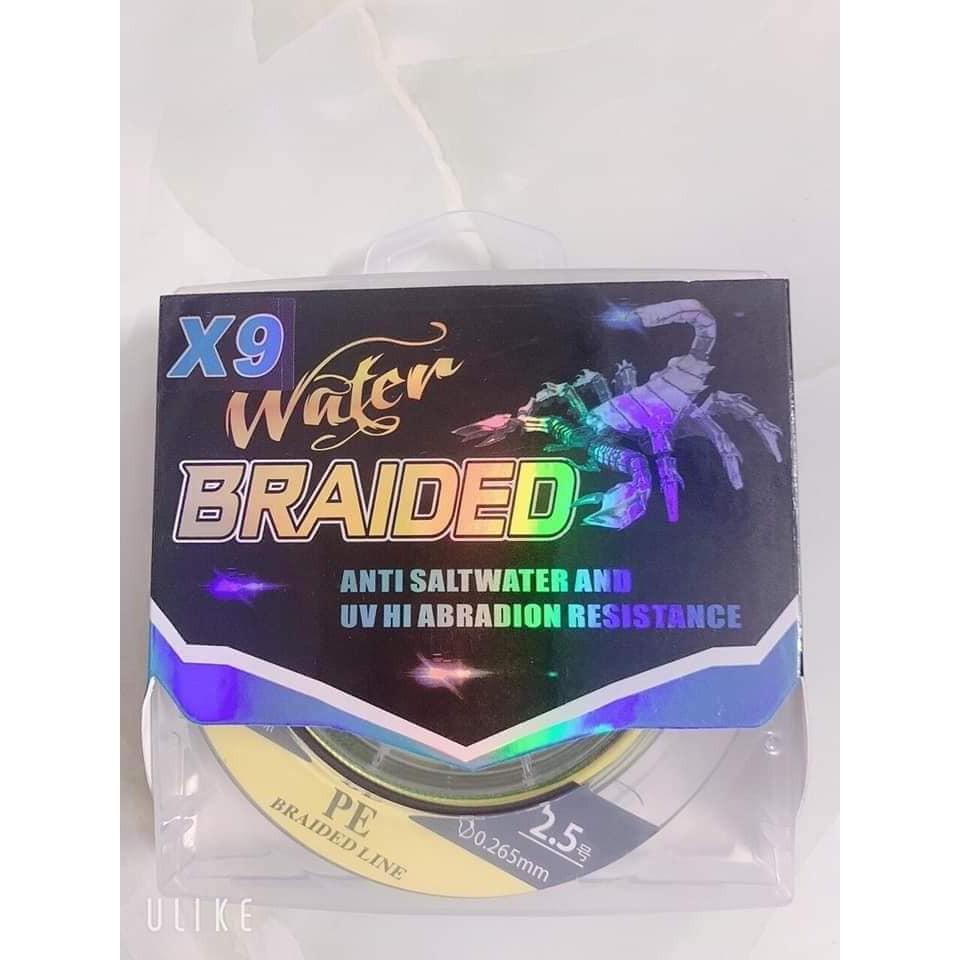 X9
Water
BRAIDED
ANTI SALTWATER AND
UV HI ABRADION RESISTANCE
PE
BRAIDED LINE
2.5号
0.265mm
ULIKE